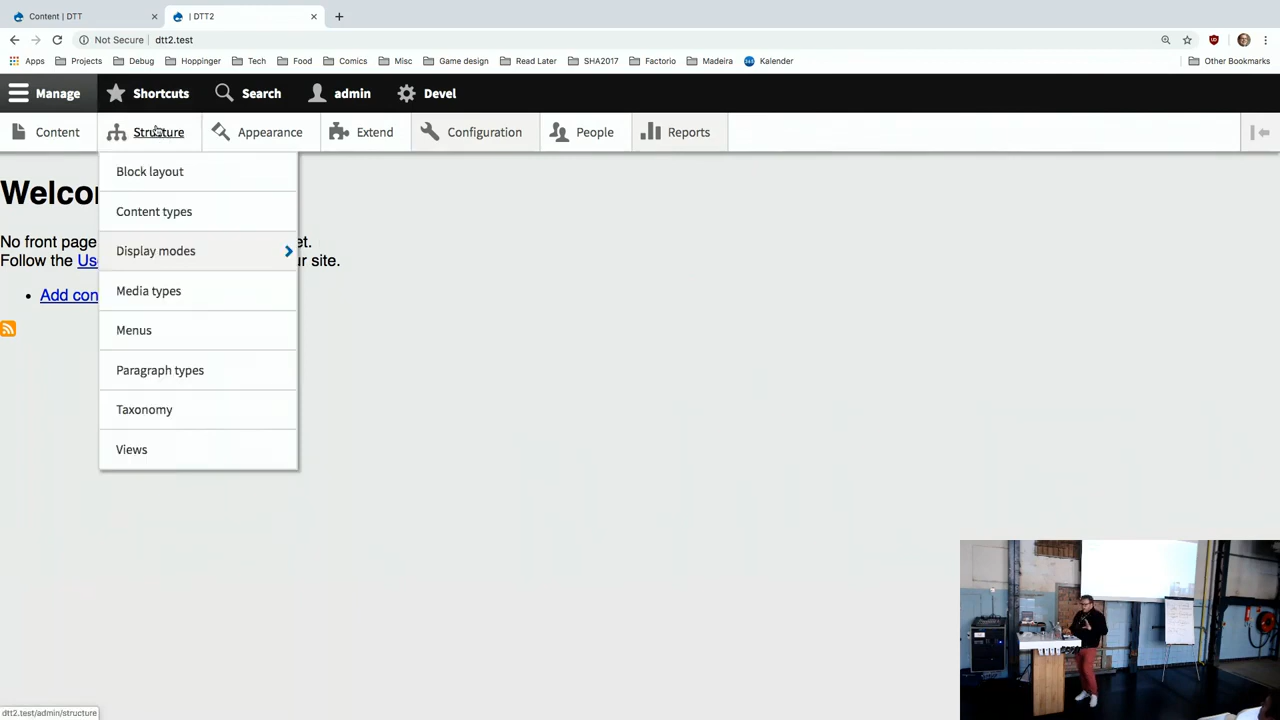 Content | DTT
| DTT2
Not Secure | dtt2.test
Apps Projects Debug Hoppinger Tech Food Comics Misc Game design Read Later SHA2017 Factorio Madeira Kalender Other Bookmarks
Manage Shortcuts Search admin Devel
Content Structure Appearance Extend Configuration People Reports
Block layout
Content types
Display modes
Media types
Menus
Paragraph types
Taxonomy
Views
Welco
No front page et.
Follow the Us ur site.
Add con
dtt2.test/admin/structure